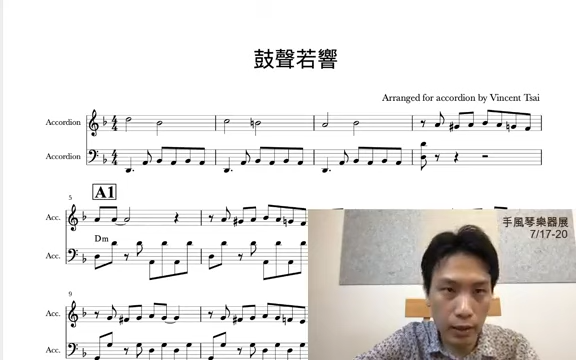 鼓聲若響
Arranged for accordion by Vincent Tsai
Accordion
Accordion
5
A1
Acc.
Dm
Acc.
9
Acc.
Acc.
手風琴樂器展
7/17-20